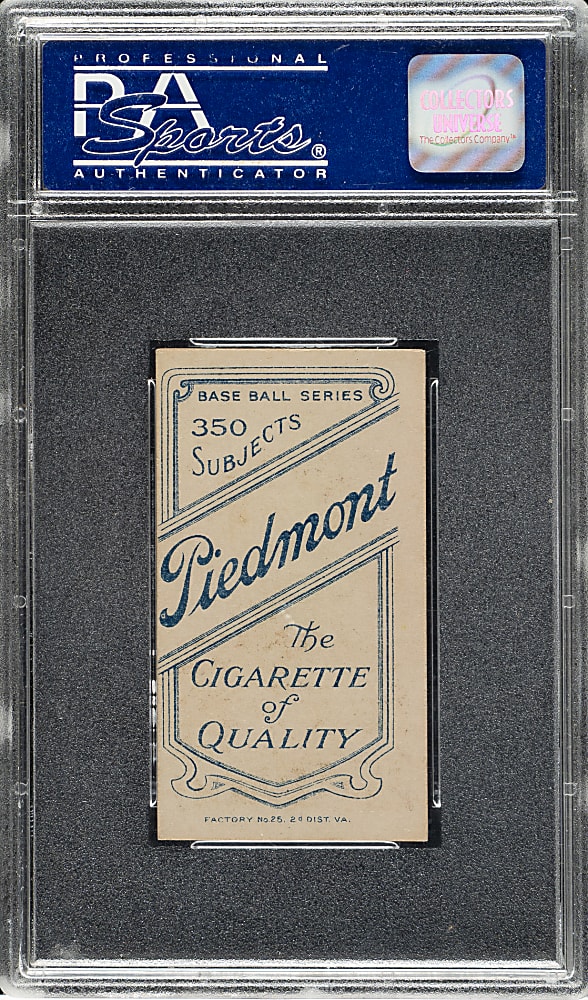 PROFESSIONAL
PSA
Sports®
AUTHENTICATOR
COLLECTORS
UNIVERSE
The Collectors Company™
BASE BALL SERIES
350
SUBJECTS
Piedmont
The
CIGARETTE
of
QUALITY
FACTORY No. 25, 2d DIST. VA.